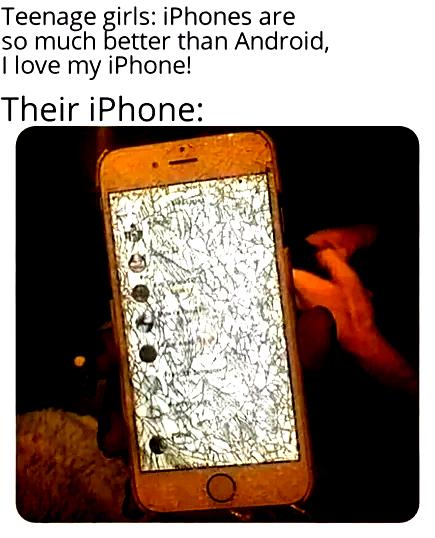 Teenage girls: iPhones are
so much better than Android,
I love my iPhone!
Their iPhone: